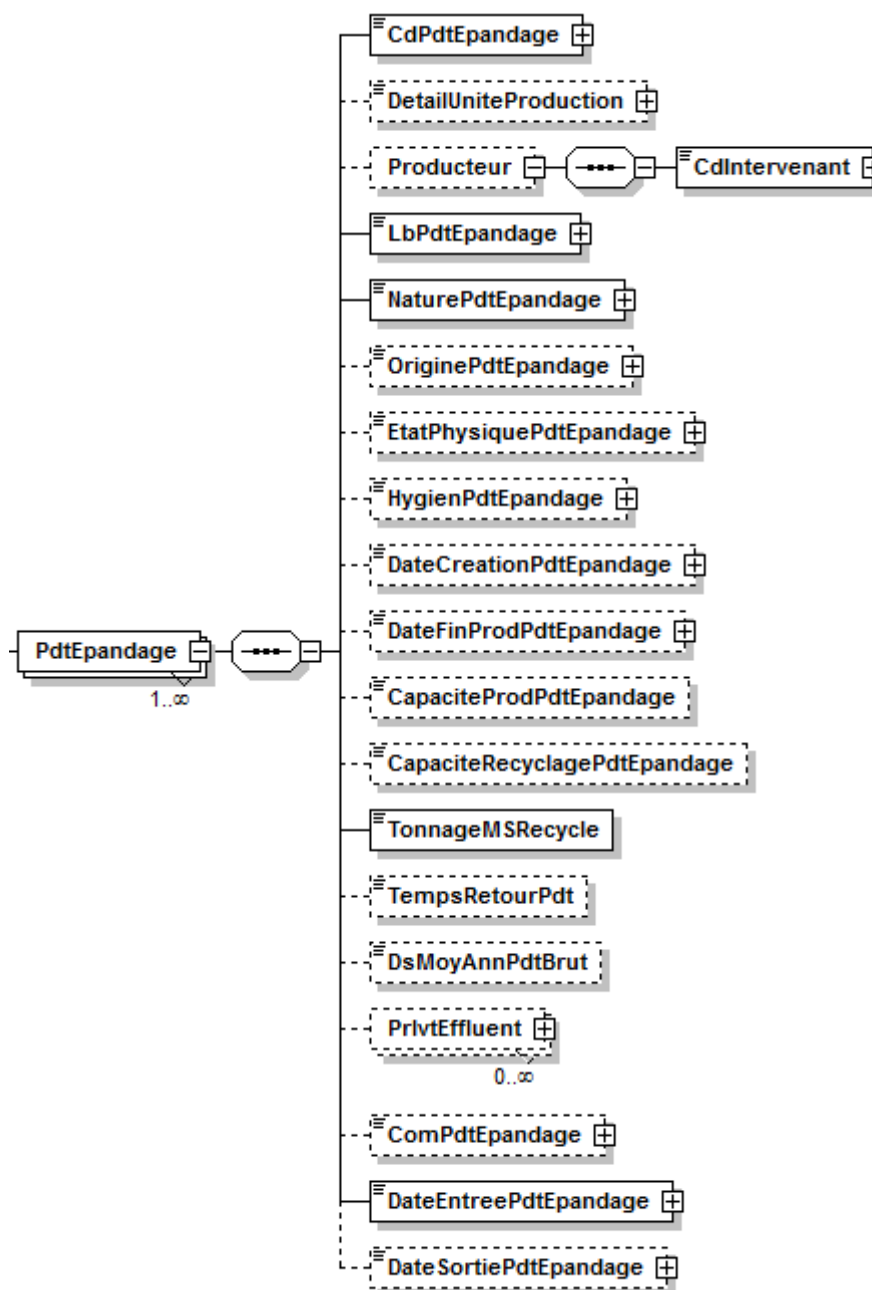 CdPdtEpandage
DetailUniteProduction
Producteur CdIntervenant
LbPdtEpandage
NaturePdtEpandage
OriginePdtEpandage
EtatPhysiquePdtEpandage
HygienPdtEpandage
DateCreationPdtEpandage
DateFinProdPdtEpandage
PdtEpandage
1..∞
CapaciteProdPdtEpandage
CapaciteRecyclagePdtEpandage
TonnageMSRecycle
TempsRetourPdt
DsMoyAnnPdtBrut
PrlvtEffluent
0..∞
ComPdtEpandage
DateEntreePdtEpandage
DateSortiePdtEpandage